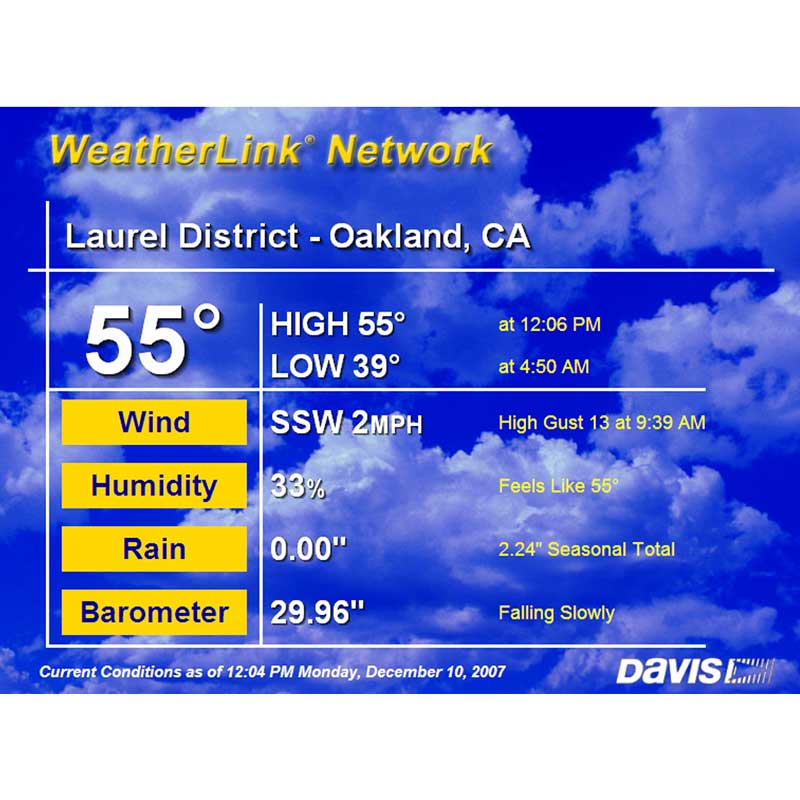 WeatherLink® Network
Laurel District - Oakland, CA
55°
HIGH 55° at 12:06 PM
LOW 39° at 4:50 AM
Wind SSW 2MPH High Gust 13 at 9:39 AM
Humidity 33% Feels Like 55°
Rain 0.00" 2.24" Seasonal Total
Barometer 29.96" Falling Slowly
Current Conditions as of 12:04 PM Monday, December 10, 2007
DAVIS